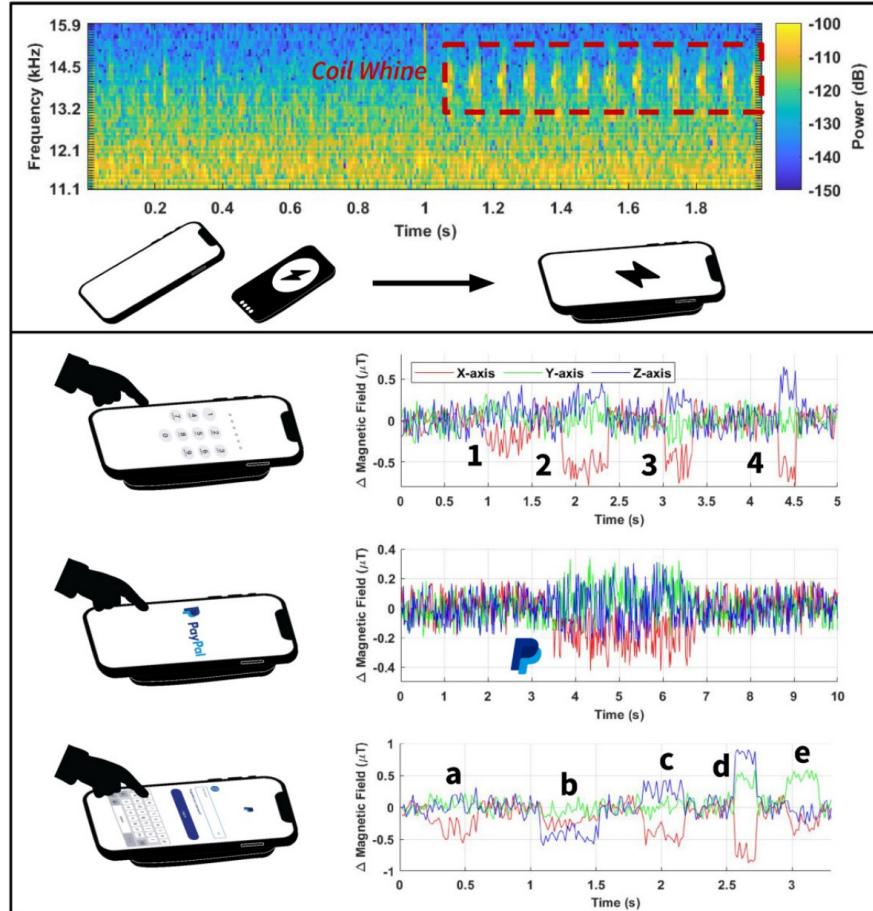 15.9
14.5
13.2
12.1
11.1
Frequency (kHz)
Coil Whine
0.2 0.4 0.6 0.8 1 1.2 1.4 1.6 1.8
Time (s)
-100
-110
-120
-130
-140
-150
Power (dB)
X-axis Y-axis Z-axis
0.5
0
-0.5
Δ Magnetic Field (μT)
1 2 3 4
0 0.5 1 1.5 2 2.5 3 3.5 4 4.5 5
Time (s)
PayPal
0.4
0.2
0
-0.2
-0.4
Δ Magnetic Field (μT)
0 1 2 3 4 5 6 7 8 9 10
Time (s)
1
0.5
0
-0.5
-1
Δ Magnetic Field (μT)
a b c d e
0 0.5 1 1.5 2 2.5 3
Time (s)